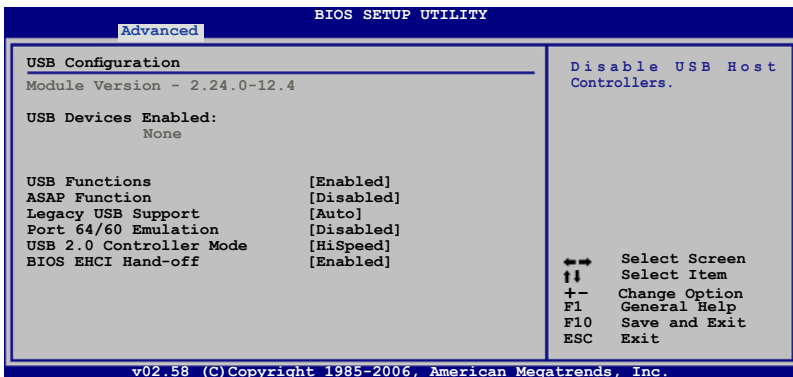 BIOS SETUP UTILITY
Advanced
USB Configuration
Module Version - 2.24.0-12.4
USB Devices Enabled:
None
USB Functions [Enabled]
ASAP Function [Disabled]
Legacy USB Support [Auto]
Port 64/60 Emulation [Disabled]
USB 2.0 Controller Mode [HiSpeed]
BIOS EHCI Hand-off [Enabled]
Disable USB Host
Controllers.
←→ Select Screen
↑↓ Select Item
+- Change Option
F1 General Help
F10 Save and Exit
ESC Exit
v02.58 (C)Copyright 1985-2006, American Megatrends, Inc.